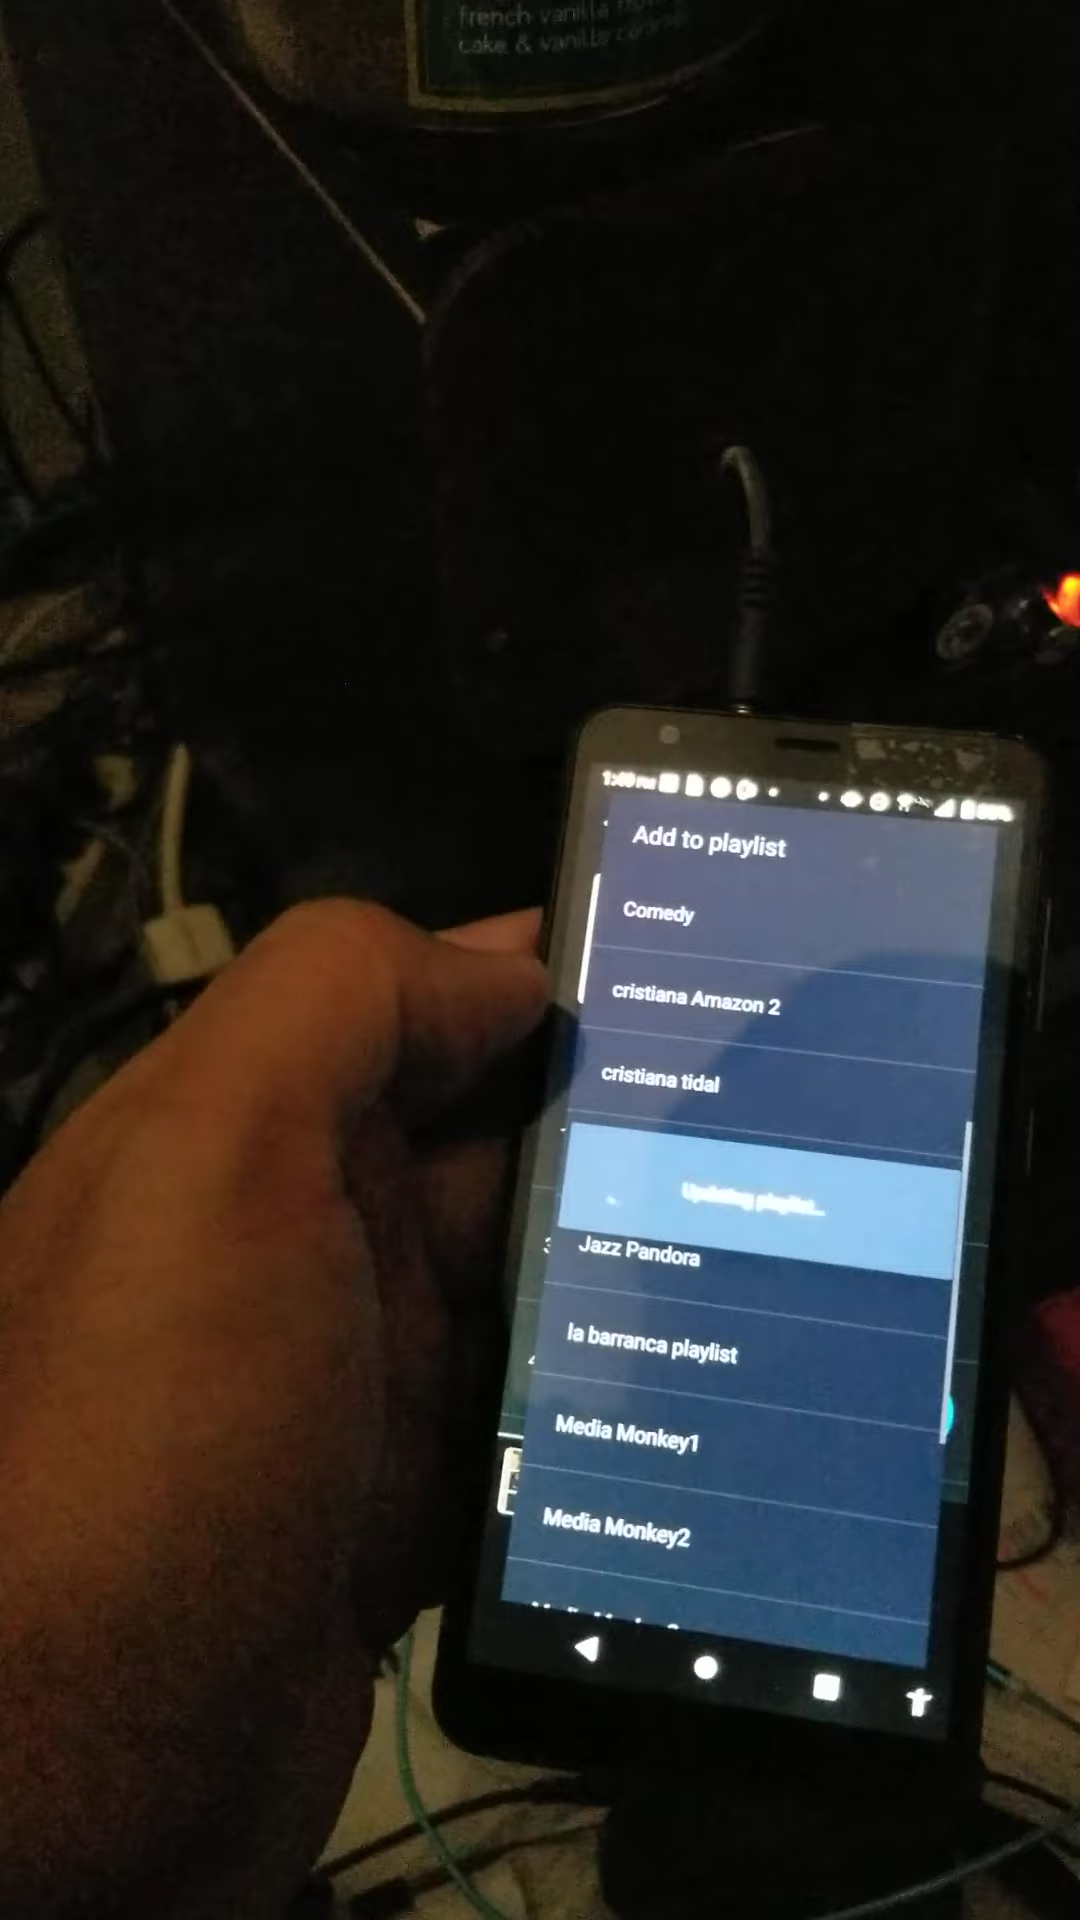 french vanilla
cake & vanilla
Add to playlist
Comedy
cristiana Amazon 2
cristiana tidal
Updating playlist...
Jazz Pandora
la barranca playlist
Media Monkey1
Media Monkey2